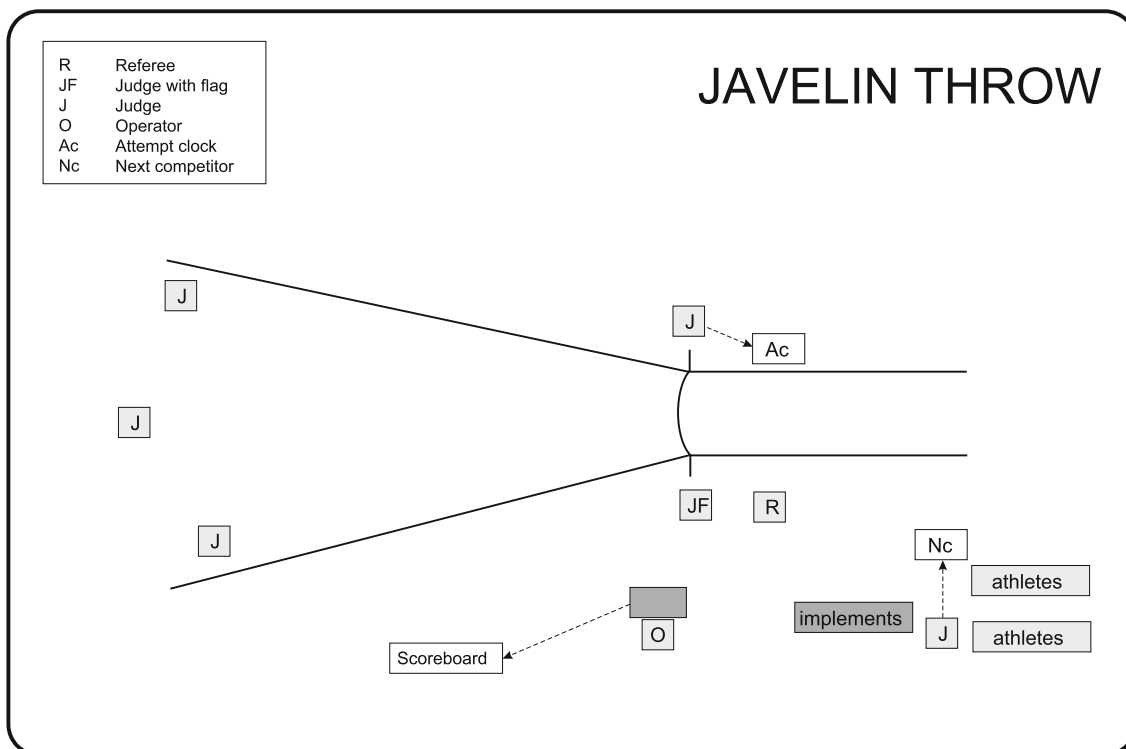 R Referee
JF Judge with flag
J Judge
O Operator
Ac Attempt clock
Nc Next competitor
JAVELIN THROW
J
J
Ac
J
JF
R
J
Nc
athletes
implements
J
athletes
O
Scoreboard